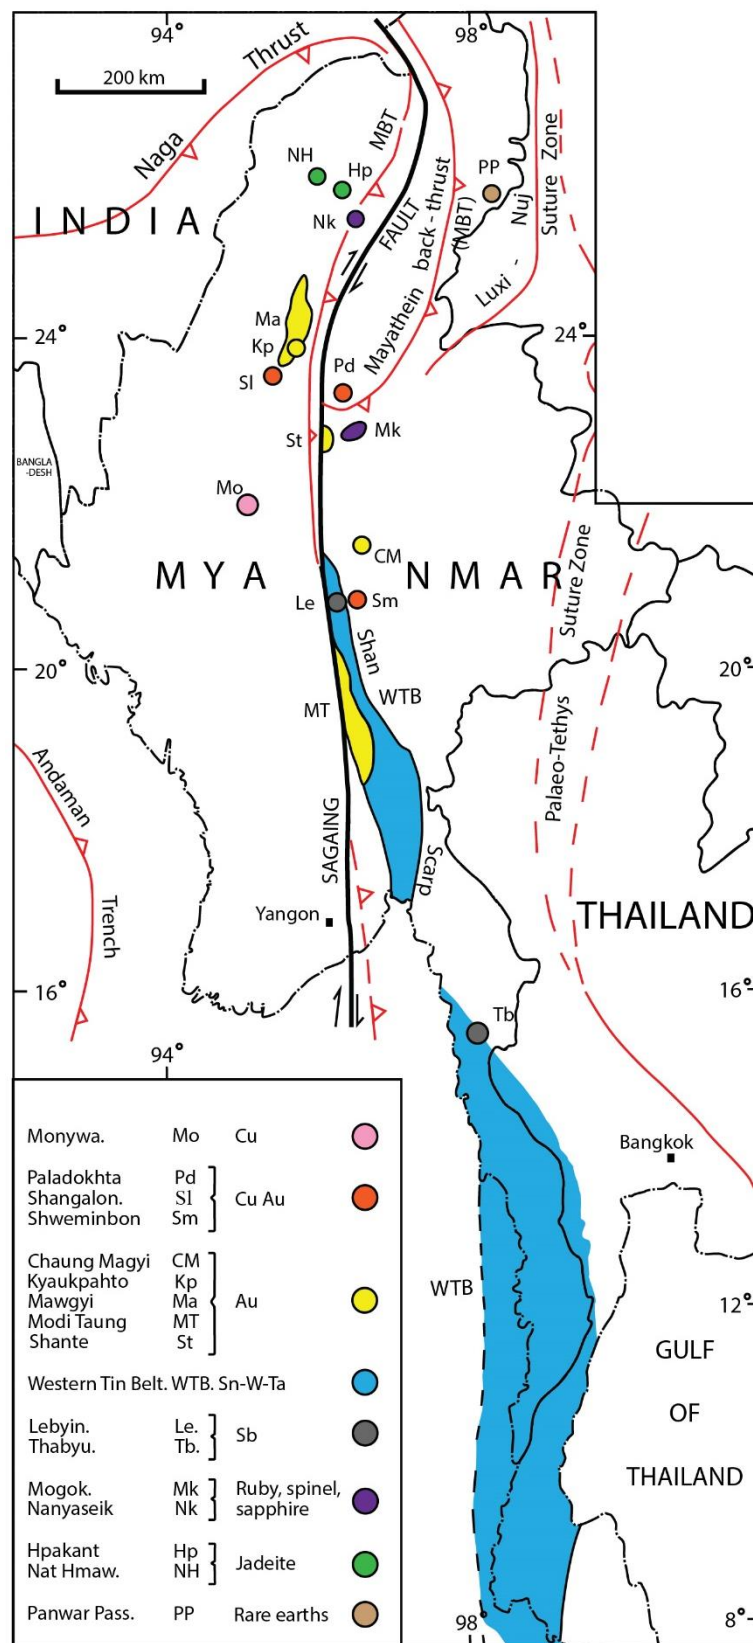 94°
98°
200 km
Naga Thrust
MBT
NH
Hp
PP
Nuj
Suture Zone
INDIA
Nk
FAULT
Mayathein back - thrust
(MBT)
Luxi -
Ma
24°
24°
Kp
Pd
SI
St
Mk
BANGLA
-DESH
Mo
CM
Suture Zone
MYA NMAR
Le
Sm
Shan
20°
20°
WTB
MT
Palaeo-Tethys
Andaman
SAGAING
Scarp
Trench
Yangon
THAILAND
16°
16°
Tb
94°
Bangkok
WTB
12°
GULF
OF
THAILAND
98°
8°
Monywa. Mo Cu
Paladokhta Pd
Shangalon. SI Cu Au
Shweminbon Sm
Chaung Magyi CM
Kyaukpahto Kp
Mawgyi Ma Au
Modi Taung MT
Shante St
Western Tin Belt. WTB. Sn-W-Ta
Lebyin. Le. Sb
Thabyu. Tb.
Mogok. Mk Ruby, spinel,
Nanyaseik Nk sapphire
Hpakant Hp Jadeite
Nat Hmaw. NH
Panwar Pass. PP Rare earths